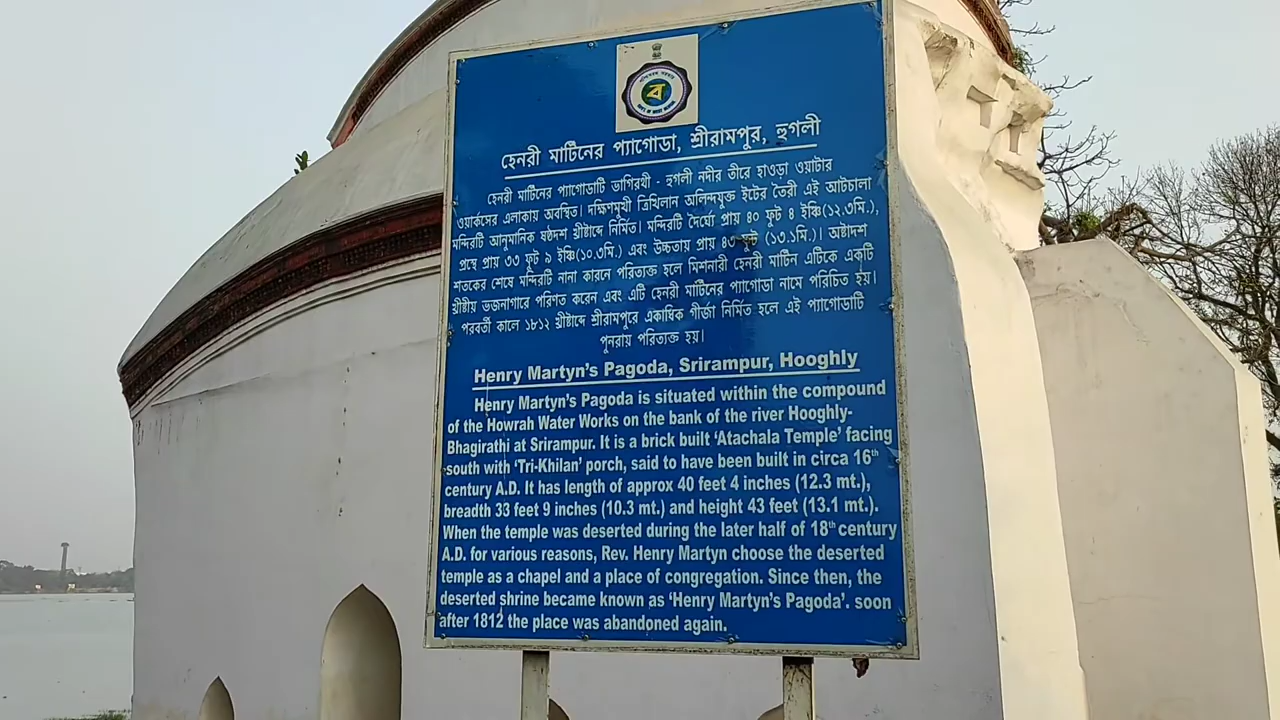 হেনরী মার্টিনের প্যাগোডা, শ্রীরামপুর, হুগলী
হেনরী মার্টিনের প্যাগোডাটি ভাগিরথী - হুগলী নদীর তীরে হাওড়া ওয়াটার
ওয়ার্কসের এলাকায় অবস্থিত। দক্ষিণমুখী ত্রিখিলান অলিন্দযুক্ত ইটের তৈরী এই আটচালা
মন্দিরটি আনুমানিক ষষ্ঠদশ খ্রীষ্টাব্দে নির্মিত। মন্দিরটি দৈর্ঘ্যে প্রায় ৪০ ফুট ৪ ইঞ্চি(১২.৩মি.),
প্রস্থে প্রায় ৩৩ ফুট ৯ ইঞ্চি(১০.৩মি.) এবং উচ্চতায় প্রায় ৪৩ ফুট (১৩.১মি.)। অষ্টাদশ
শতকের শেষে মন্দিরটি নানা কারনে পরিত্যক্ত হলে মিশনারী হেনরী মার্টিন এটিকে একটি
খ্রীষ্টীয় ভজনাগারে পরিণত করেন এবং এটি হেনরী মার্টিনের প্যাগোডা নামে পরিচিত হয়।
পরবর্তী কালে ১৮১২ খ্রীষ্টাব্দে শ্রীরামপুরে একাধিক গীর্জা নির্মিত হলে এই প্যাগোডাটি
পুনরায় পরিত্যক্ত হয়।
Henry Martyn's Pagoda, Srirampur, Hooghly
Henry Martyn's Pagoda is situated within the compound
of the Howrah Water Works on the bank of the river Hooghly-
Bhagirathi at Srirampur. It is a brick built 'Atachala Temple' facing
south with 'Tri-Khilan' porch, said to have been built in circa 16th
century A.D. It has length of approx 40 feet 4 inches (12.3 mt.),
breadth 33 feet 9 inches (10.3 mt.) and height 43 feet (13.1 mt.).
When the temple was deserted during the later half of 18th century
A.D. for various reasons, Rev. Henry Martyn choose the deserted
temple as a chapel and a place of congregation. Since then, the
deserted shrine became known as 'Henry Martyn's Pagoda'. soon
after 1812 the place was abandoned again.